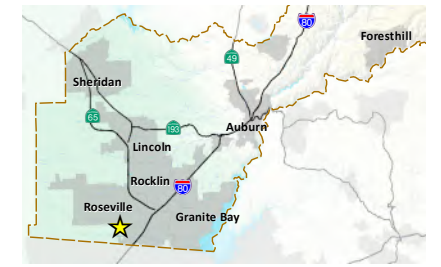 80
Foresthill
49
Sheridan
65
193
Auburn
Lincoln
Rocklin
80
Roseville
Granite Bay